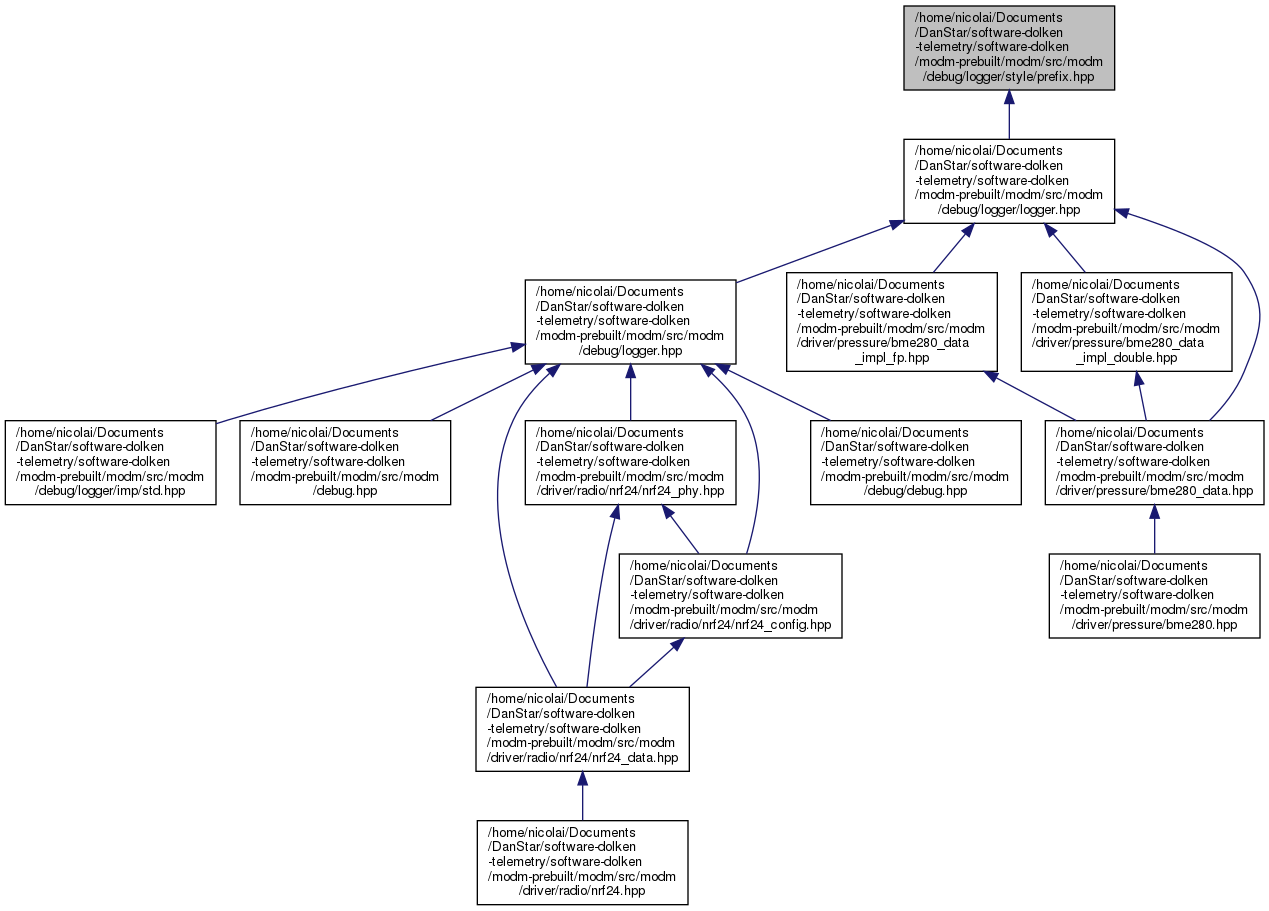 /home/nicolai/Documents
/DanStar/software-dolken
-telemetry/software-dolken
/modm-prebuilt/modm/src/modm
/debug/logger/style/prefix.hpp
/home/nicolai/Documents
/DanStar/software-dolken
-telemetry/software-dolken
/modm-prebuilt/modm/src/modm
/debug/logger/logger.hpp
/home/nicolai/Documents
/DanStar/software-dolken
-telemetry/software-dolken
/modm-prebuilt/modm/src/modm
/debug/logger.hpp
/home/nicolai/Documents
/DanStar/software-dolken
-telemetry/software-dolken
/modm-prebuilt/modm/src/modm
/driver/pressure/bme280_data
_impl_fp.hpp
/home/nicolai/Documents
/DanStar/software-dolken
-telemetry/software-dolken
/modm-prebuilt/modm/src/modm
/driver/pressure/bme280_data
_impl_double.hpp
/home/nicolai/Documents
/DanStar/software-dolken
-telemetry/software-dolken
/modm-prebuilt/modm/src/modm
/debug/logger/imp/std.hpp
/home/nicolai/Documents
/DanStar/software-dolken
-telemetry/software-dolken
/modm-prebuilt/modm/src/modm
/debug.hpp
/home/nicolai/Documents
/DanStar/software-dolken
-telemetry/software-dolken
/modm-prebuilt/modm/src/modm
/driver/radio/nrf24/nrf24_phy.hpp
/home/nicolai/Documents
/DanStar/software-dolken
-telemetry/software-dolken
/modm-prebuilt/modm/src/modm
/debug/debug.hpp
/home/nicolai/Documents
/DanStar/software-dolken
-telemetry/software-dolken
/modm-prebuilt/modm/src/modm
/driver/pressure/bme280_data.hpp
/home/nicolai/Documents
/DanStar/software-dolken
-telemetry/software-dolken
/modm-prebuilt/modm/src/modm
/driver/radio/nrf24/nrf24_config.hpp
/home/nicolai/Documents
/DanStar/software-dolken
-telemetry/software-dolken
/modm-prebuilt/modm/src/modm
/driver/pressure/bme280.hpp
/home/nicolai/Documents
/DanStar/software-dolken
-telemetry/software-dolken
/modm-prebuilt/modm/src/modm
/driver/radio/nrf24/nrf24_data.hpp
/home/nicolai/Documents
/DanStar/software-dolken
-telemetry/software-dolken
/modm-prebuilt/modm/src/modm
/driver/radio/nrf24.hpp